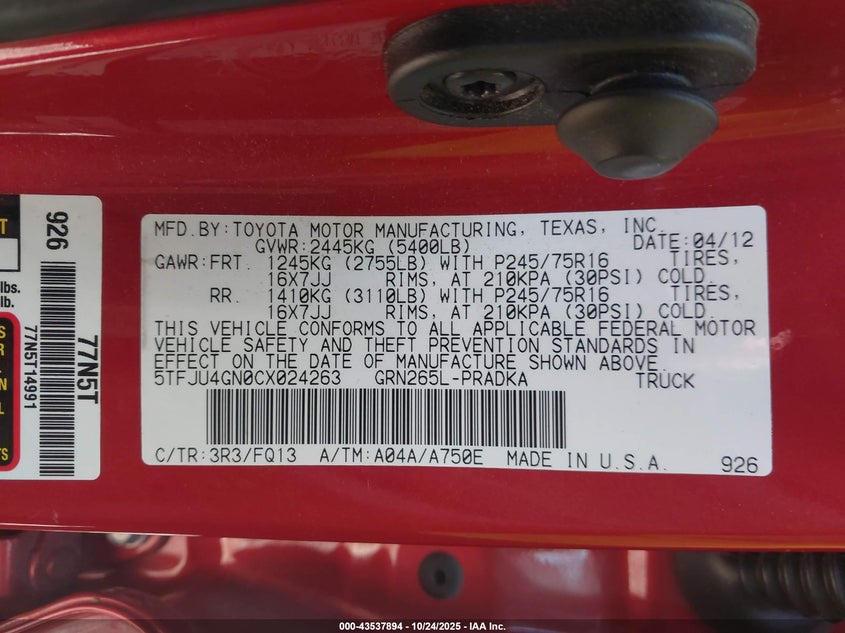 MFD.BY:TOYOTA MOTOR MANUFACTURING, TEXAS, INC.
GVWR:2445KG (5400LB) DATE:04/12
GAWR:FRT. 1245KG (2755LB) WITH P245/75R16 TIRES,
16X7JJ RIMS, AT 210KPA (30PSI) COLD.
RR. 1410KG (3110LB) WITH P245/75R16 TIRES,
16X7JJ RIMS, AT 210KPA (30PSI) COLD.
THIS VEHICLE CONFORMS TO ALL APPLICABLE FEDERAL MOTOR
VEHICLE SAFETY AND THEFT PREVENTION STANDARDS IN
EFFECT ON THE DATE OF MANUFACTURE SHOWN ABOVE.
5TFJU4GN0CX024263 GRN265L-PRADKA TRUCK
C/TR:3R3/FQ13 A/TM:A04A/A750E MADE IN U.S.A. 926
926
77N5T
77N5T14991
lbs.
lb.
000-43537894 - 10/24/2025 - IAA Inc.